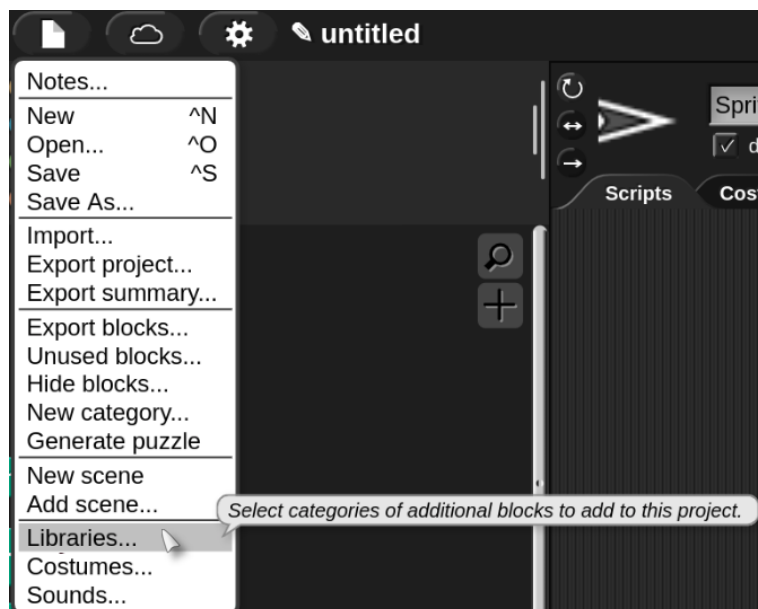 untitled
Notes...
New ^N
Open... ^O
Save ^S
Save As...
Import...
Export project...
Export summary...
Export blocks...
Unused blocks...
Hide blocks...
New category...
Generate puzzle
New scene
Add scene...
Libraries...
Costumes...
Sounds...
Select categories of additional blocks to add to this project.
Spri
d
Scripts
Cos